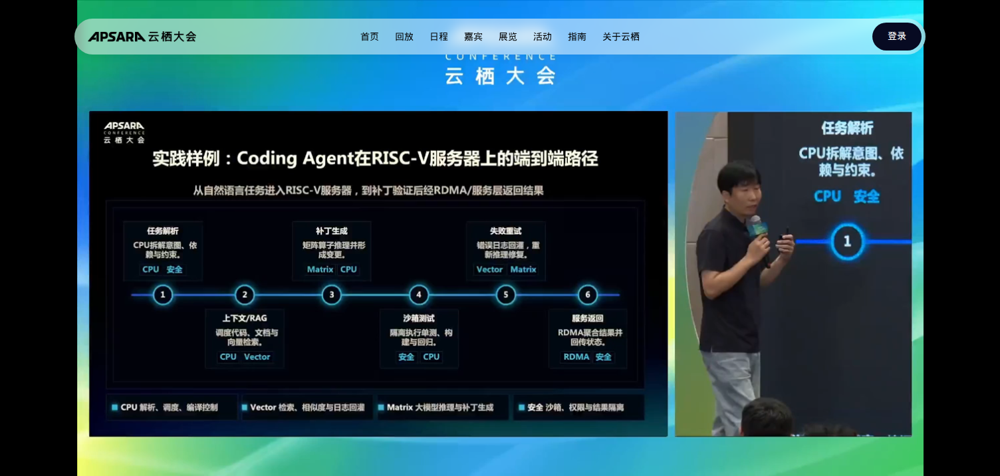 APSARA 云栖大会
首页 回放 日程 嘉宾 展览 活动 指南 关于云栖
登录
CONFERENCE
云栖大会
APSARA
CONFERENCE
云栖大会
实践样例：Coding Agent在RISC-V服务器上的端到端路径
从自然语言任务进入RISC-V服务器，到补丁验证后经RDMA/服务层返回结果
任务解析
CPU拆解意图、依
赖与约束。
CPU 安全
补丁生成
矩阵算子推理并形
成变更。
Matrix CPU
失败重试
错误日志回灌，重
新推理修复。
Vector Matrix
1 2 3 4 5 6
上下文/RAG
调度代码、文档与
向量检索。
CPU Vector
沙箱测试
隔离执行单测、构
建与回归。
安全 CPU
服务返回
RDMA聚合结果并
回传状态。
RDMA 安全
CPU 解析、调度、编译控制
Vector 检索、相似度与日志回灌
Matrix 大模型推理与补丁生成
安全 沙箱、权限与结果隔离
任务解析
CPU拆解意图、依
赖与约束。
CPU 安全
1